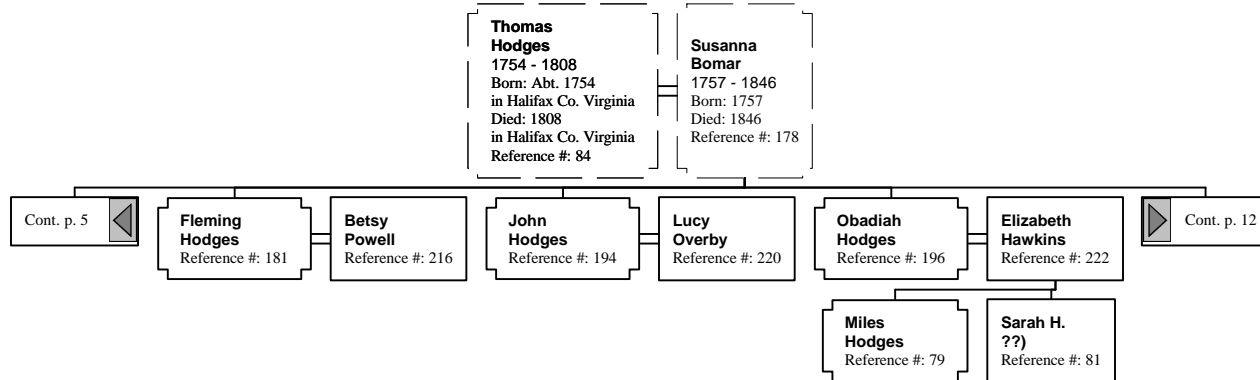 Thomas
Hodges
1754 - 1808
Born: Abt. 1754
in Halifax Co. Virginia
Died: 1808
in Halifax Co. Virginia
Reference #: 84
Susanna
Bomar
1757 - 1846
Born: 1757
Died: 1846
Reference #: 178
Cont. p. 5
Fleming
Hodges
Reference #: 181
Betsy
Powell
Reference #: 216
John
Hodges
Reference #: 194
Lucy
Overby
Reference #: 220
Obadiah
Hodges
Reference #: 196
Elizabeth
Hawkins
Reference #: 222
Cont. p. 12
Miles
Hodges
Reference #: 79
Sarah H.
??)
Reference #: 81